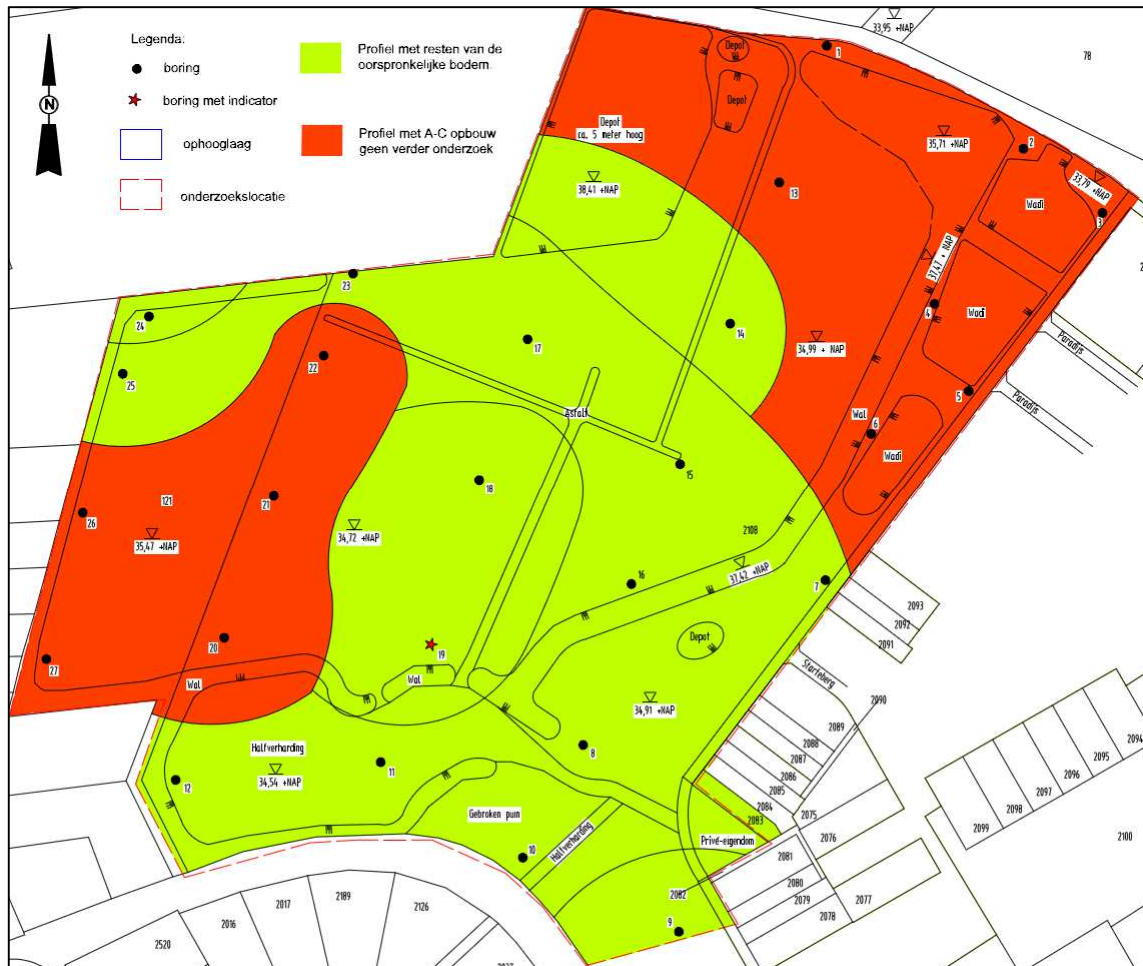 Legenda:
boring
boring met indicator
ophooglaag
onderzoekslocatie
Profiel met resten van de
oorspronkelijke bodem.
Profiel met A-C opbouw
geen verder onderzoek
N
33,95 +NAP
78
Depot
1
Depot
Depot
ca. 5 meter hoog
35,71 +NAP
2
38,41 +NAP
13
33,79 +NAP
Wadi
3
37,47 + NAP
23
24
4
Wadi
14
17
34,99 + NAP
22
25
Paradijs
5
Paradijs
Asfalt
Wal
6
Wadi
15
18
121
21
26
35,47 +NAP
34,72 +NAP
2108
37,42 +NAP
16
7
2093
2092
2091
20
Depot
19
27
Wal
Wal
Starteberg
2090
34,91 +NAP
2089
2088
2087
2086
2085
2084
2083
2075
2076
Halfverharding
8
34,54 +NAP
11
12
Gebroken puin
Halfverharding
Privé-eigendom
10
2081
2080
2079
2078
2077
2082
9
2094
2095
2096
2097
2098
2099
2100
2126
2189
2017
2016
2520